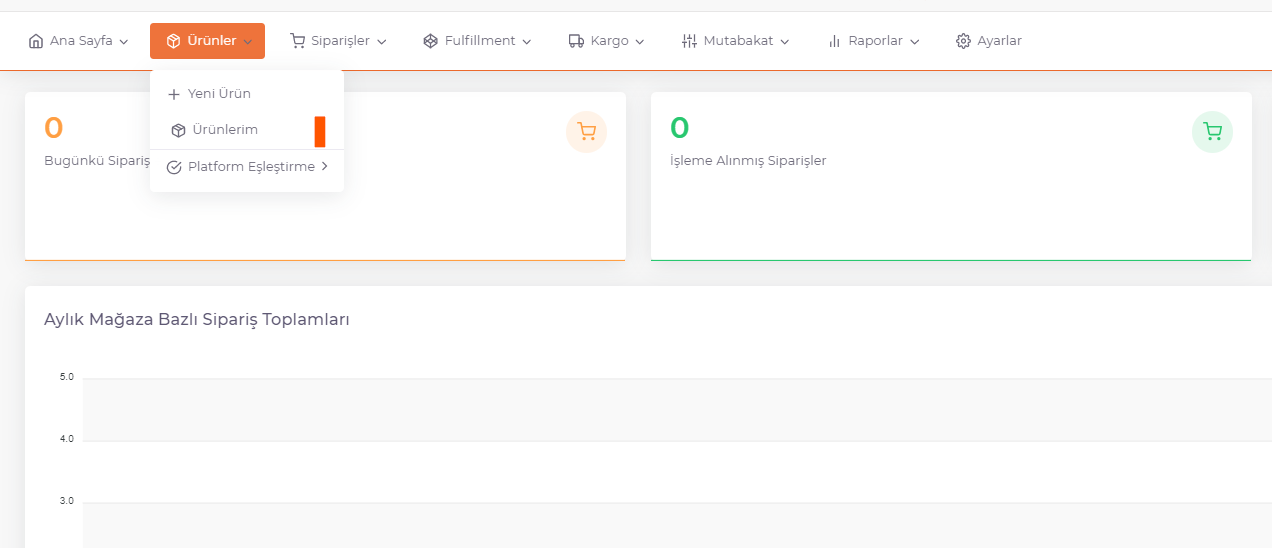 Ana Sayfa
Ürünler
Siparişler
Fulfillment
Kargo
Mutabakat
Raporlar
Ayarlar
Yeni Ürün
Ürünlerim
Platform Eşleştirme
0
Bugünkü Sipariş
0
İşleme Alınmış Siparişler
Aylık Mağaza Bazlı Sipariş Toplamları
5.0
4.0
3.0